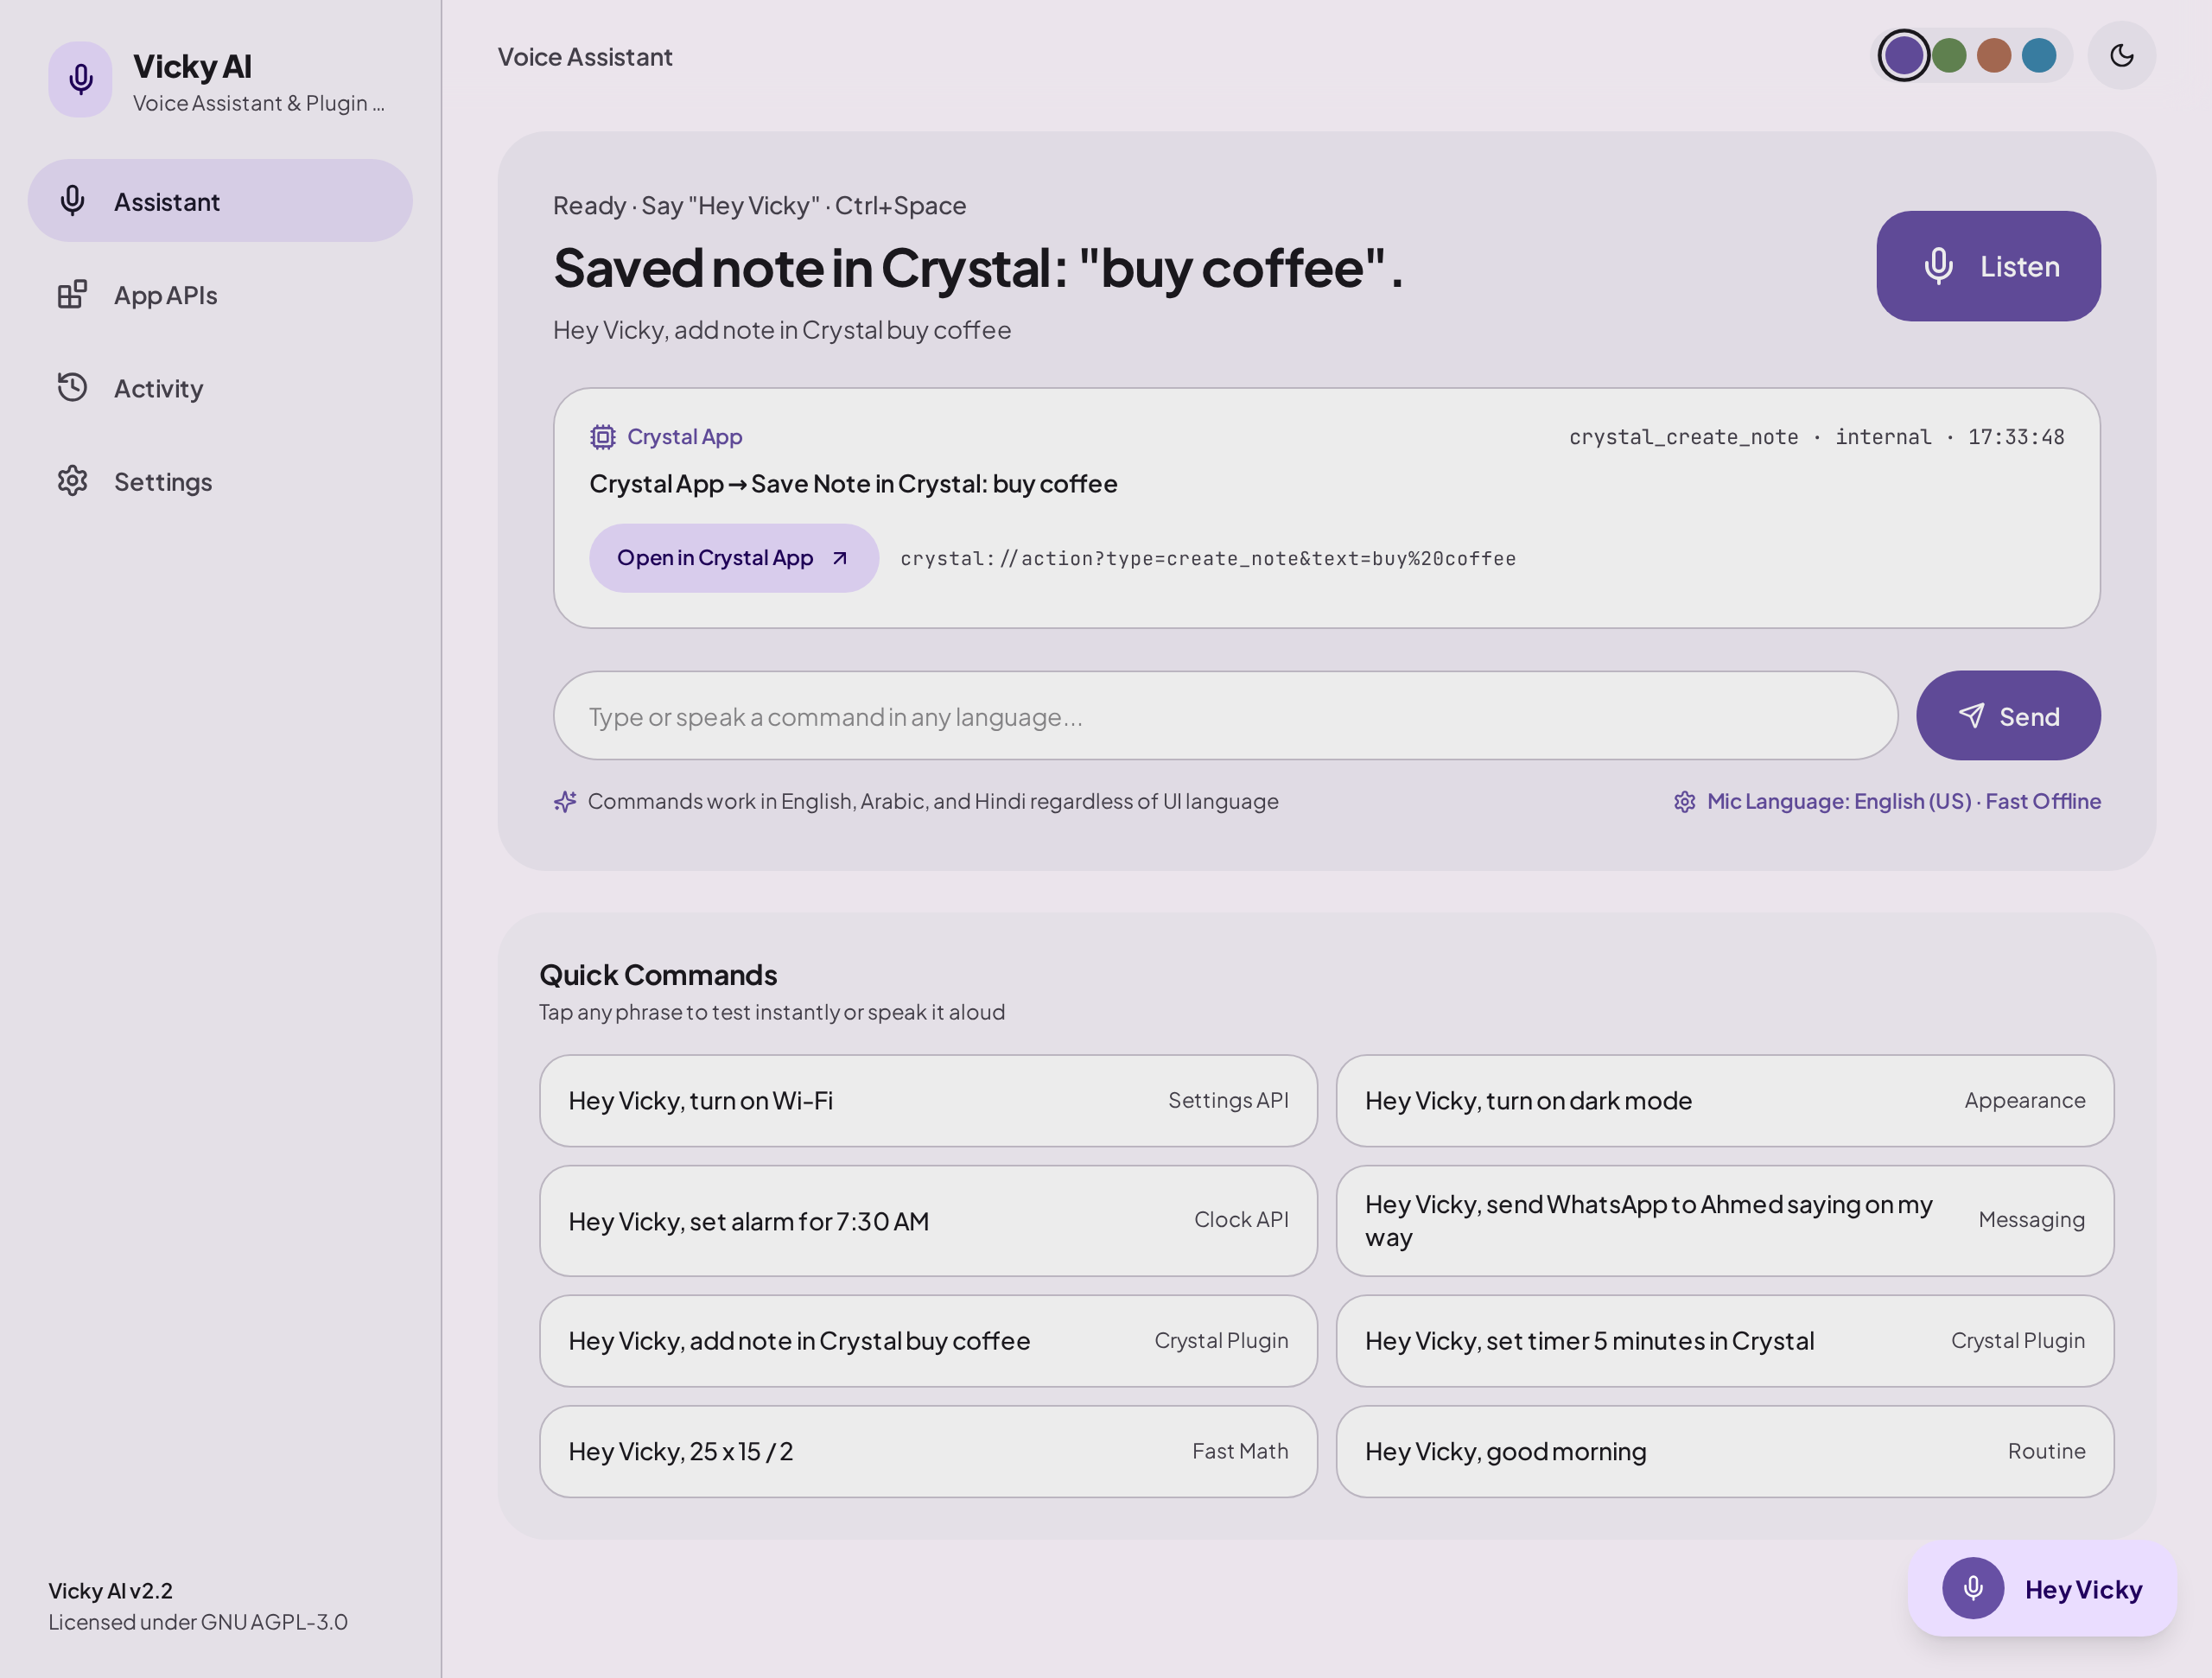 Vicky AI
Voice Assistant & Plugin ...
Assistant
App APIs
Activity
Settings
Vicky AI v2.2
Licensed under GNU AGPL-3.0
Voice Assistant
Ready · Say "Hey Vicky" · Ctrl+Space
Saved note in Crystal: "buy coffee".
Hey Vicky, add note in Crystal buy coffee
Listen
Crystal App
crystal_create_note · internal · 17:33:48
Crystal App → Save Note in Crystal: buy coffee
Open in Crystal App
crystal://action?type=create_note&text=buy%20coffee
Type or speak a command in any language...
Send
Commands work in English, Arabic, and Hindi regardless of UI language
Mic Language: English (US) · Fast Offline
Quick Commands
Tap any phrase to test instantly or speak it aloud
Hey Vicky, turn on Wi-Fi
Settings API
Hey Vicky, turn on dark mode
Appearance
Hey Vicky, set alarm for 7:30 AM
Clock API
Hey Vicky, send WhatsApp to Ahmed saying on my
way
Messaging
Hey Vicky, add note in Crystal buy coffee
Crystal Plugin
Hey Vicky, set timer 5 minutes in Crystal
Crystal Plugin
Hey Vicky, 25 x 15 / 2
Fast Math
Hey Vicky, good morning
Routine
Hey Vicky